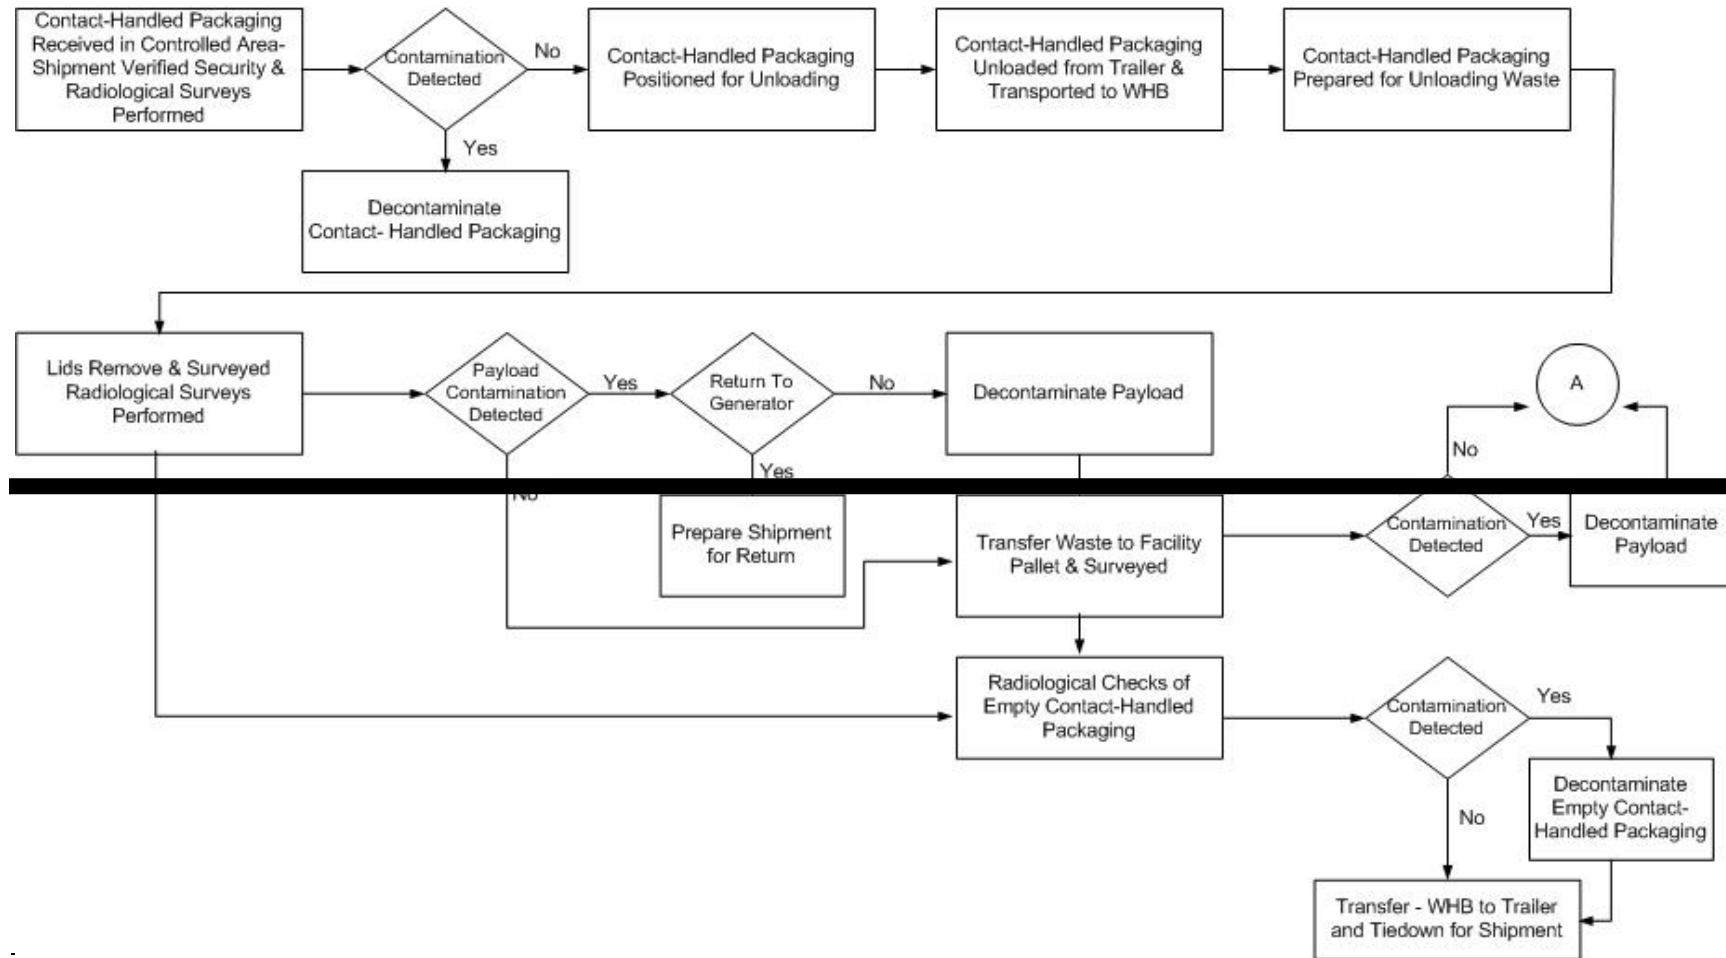 Contact-Handled Packaging
Received in Controlled Area-
Shipment Verified Security &
Radiological Surveys
Performed
Contamination
Detected
No
Yes
Contact-Handled Packaging
Positioned for Unloading
Contact-Handled Packaging
Unloaded from Trailer &
Transported to WHB
Contact-Handled Packaging
Prepared for Unloading Waste
Decontaminate
Contact- Handled Packaging
Lids Remove & Surveyed
Radiological Surveys
Performed
Payload
Contamination
Detected
Yes
Return To
Generator
No
Decontaminate Payload
A
No
Yes
No
Prepare Shipment
for Return
Transfer Waste to Facility
Pallet & Surveyed
Contamination
Detected
Yes
Decontaminate
Payload
Radiological Checks of
Empty Contact-Handled
Packaging
Contamination
Detected
Yes
No
Decontaminate
Empty Contact-
Handled Packaging
Transfer - WHB to Trailer
and Tiedown for Shipment